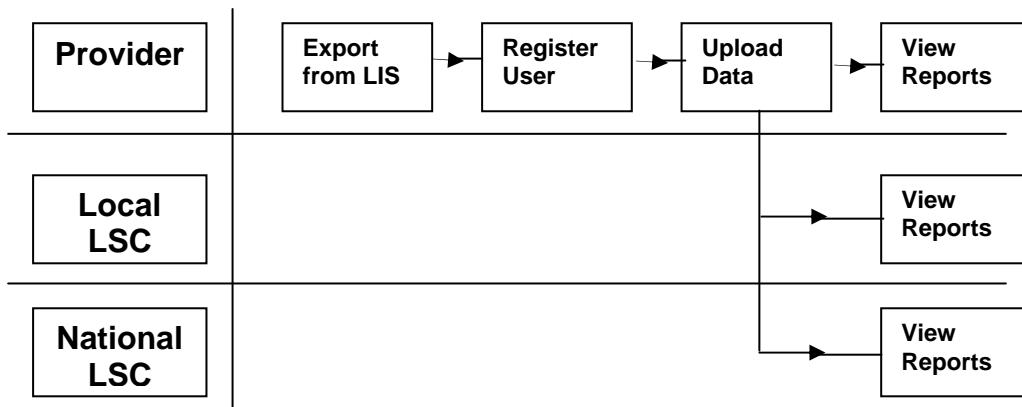 Provider
Export
from LIS
Register
User
Upload
Data
View
Reports
Local
LSC
View
Reports
National
LSC
View
Reports